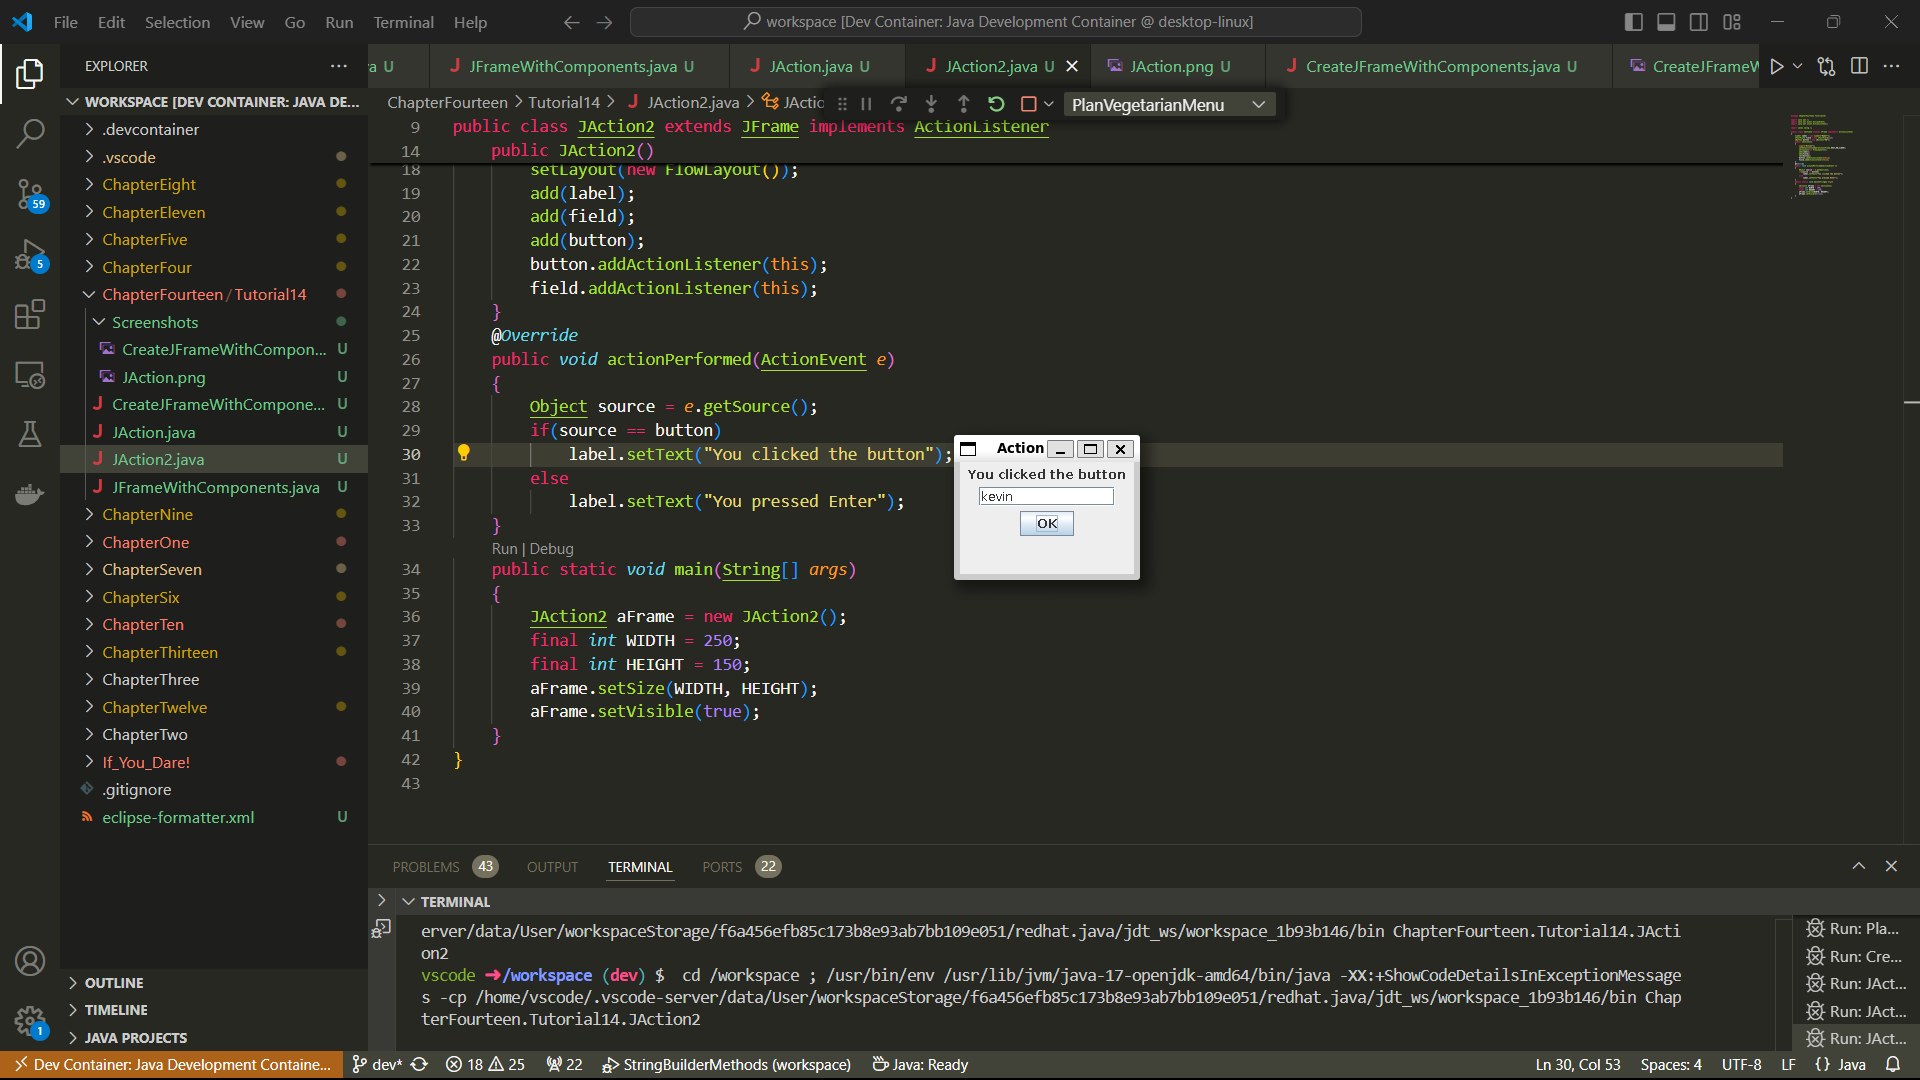 File Edit Selection View Go Run Terminal Help
workspace [Dev Container: Java Development Container @ desktop-linux]
EXPLORER
WORKSPACE [DEV CONTAINER: JAVA DE...
.devcontainer
.vscode
ChapterEight
ChapterEleven
ChapterFive
ChapterFour
ChapterFourteen / Tutorial14
Screenshots
CreateJFrameWithCompon... U
JAction.png U
CreateJFrameWithCompone... U
JAction.java U
JAction2.java U
JFrameWithComponents.java U
ChapterNine
ChapterOne
ChapterSeven
ChapterSix
ChapterTen
ChapterThirteen
ChapterThree
ChapterTwelve
ChapterTwo
If_You_Dare!
.gitignore
eclipse-formatter.xml U
OUTLINE
TIMELINE
JAVA PROJECTS
59
5
1
va U
JFrameWithComponents.java U
JAction.java U
JAction2.java U
JAction.png U
CreateJFrameWithComponents.java U
CreateJFrameW
ChapterFourteen > Tutorial14 > JAction2.java > JActio
PlanVegetarianMenu
9 public class JAction2 extends JFrame implements ActionListener
14 public JAction2()
18 setLayout(new FlowLayout());
19 add(label);
20 add(field);
21 add(button);
22 button.addActionListener(this);
23 field.addActionListener(this);
24 }
25 @Override
26 public void actionPerformed(ActionEvent e)
27 {
28 Object source = e.getSource();
29 if(source == button)
30 label.setText("You clicked the button");
31 else
32 label.setText("You pressed Enter");
33 }
Run | Debug
34 public static void main(String[] args)
35 {
36 JAction2 aFrame = new JAction2();
37 final int WIDTH = 250;
38 final int HEIGHT = 150;
39 aFrame.setSize(WIDTH, HEIGHT);
40 aFrame.setVisible(true);
41 }
42 }
43
Action
You clicked the button
kevin
OK
PROBLEMS 43 OUTPUT TERMINAL PORTS 22
TERMINAL
erver/data/User/workspaceStorage/f6a456efb85c173b8e93ab7bb109e051/redhat.java/jdt_ws/workspace_1b93b146/bin ChapterFourteen.Tutorial14.JActi
on2
vscode ➜/workspace (dev) $ cd /workspace ; /usr/bin/env /usr/lib/jvm/java-17-openjdk-amd64/bin/java -XX:+ShowCodeDetailsInExceptionMessage
s -cp /home/vscode/.vscode-server/data/User/workspaceStorage/f6a456efb85c173b8e93ab7bb109e051/redhat.java/jdt_ws/workspace_1b93b146/bin Chap
terFourteen.Tutorial14.JAction2
Run: Pla...
Run: Cre...
Run: JAct...
Run: JAct...
Run: JAct...
Dev Container: Java Development Containe... dev* 18 25 22 StringBuilderMethods (workspace) Java: Ready Ln 30, Col 53 Spaces: 4 UTF-8 LF {} Java